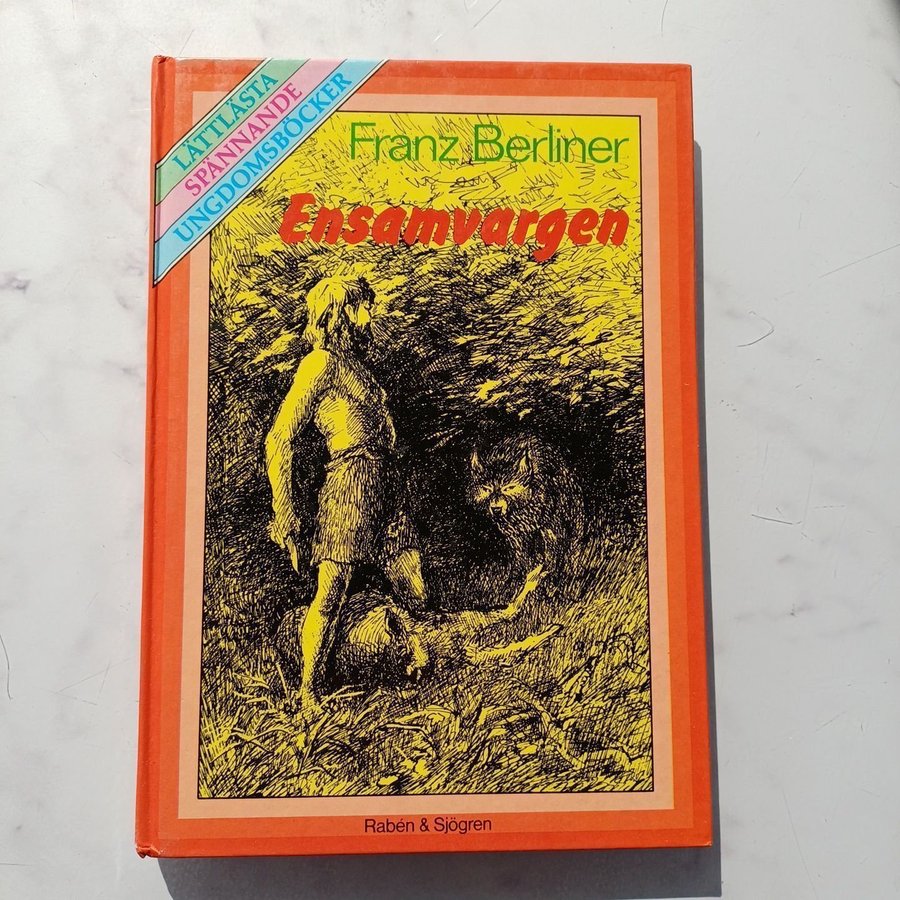 LÄTTLÄSTA
SPÄNNANDE
UNGDOMSBÖCKER
Franz Berliner
Ensamvargen
Rabén & Sjögren